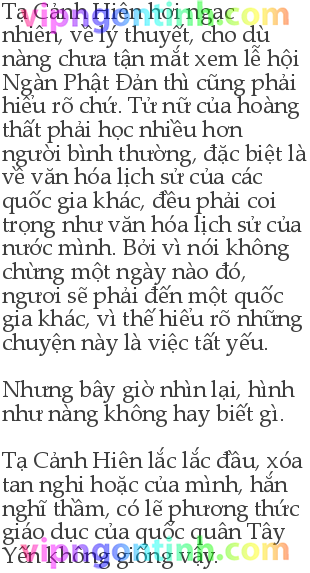 Tạ Cảnh Hiên hơi ngạc
nhiên, về lý thuyết, cho dù
nàng chưa tận mắt xem lễ hội
Ngàn Phật Đản thì cũng phải
hiểu rõ chứ. Tử nữ của hoàng
thất phải học nhiều hơn
người bình thường, đặc biệt là
về văn hóa lịch sử của các
quốc gia khác, đều phải coi
trọng như văn hóa lịch sử của
nước mình. Bởi vì nói không
chừng một ngày nào đó,
ngươi sẽ phải đến một quốc
gia khác, vì thế hiểu rõ những
chuyện này là việc tất yếu.
Nhưng bây giờ nhìn lại, hình
như nàng không hay biết gì.
Tạ Cảnh Hiên lắc lắc đầu, xóa
tan nghi hoặc của mình, hắn
nghĩ thầm, có lẽ phương thức
giáo dục của quốc quân Tây
Yên không giống vậy.
vipngontinh.com
vipngontinh.com